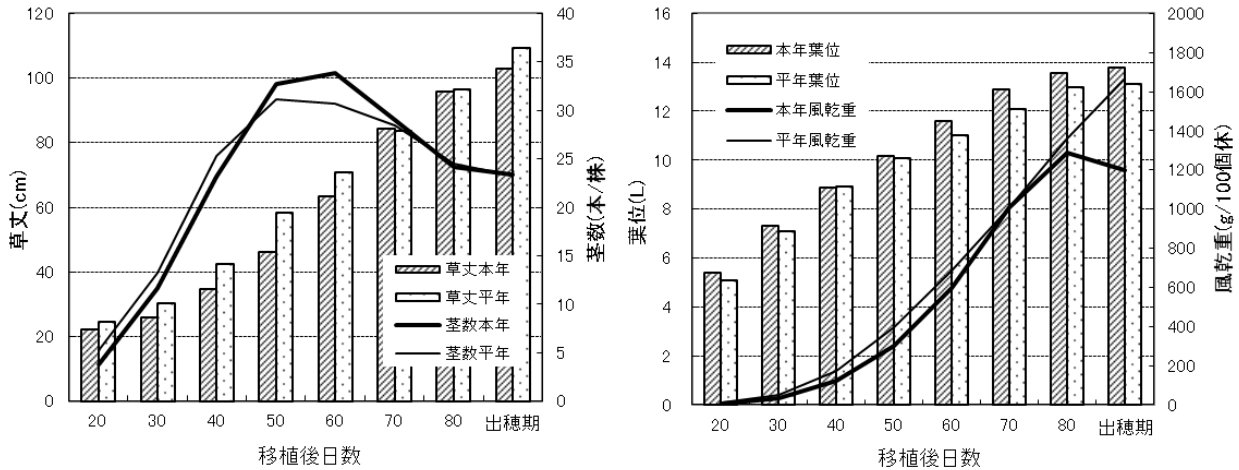 120
100
80
60
40
20
0
草丈(cm)
40
35
30
25
20
15
10
5
0
茎数(本/株)
草丈本年
草丈平年
茎数本年
茎数平年
20 30 40 50 60 70 80 出穂期
移植後日数
16
14
12
10
8
6
4
2
0
葉位(L)
本年葉位
平年葉位
本年風乾重
平年風乾重
2000
1800
1600
1400
1200
1000
800
600
400
200
0
風乾重(g/100個体)
20 30 40 50 60 70 80 出穂期
移植後日数